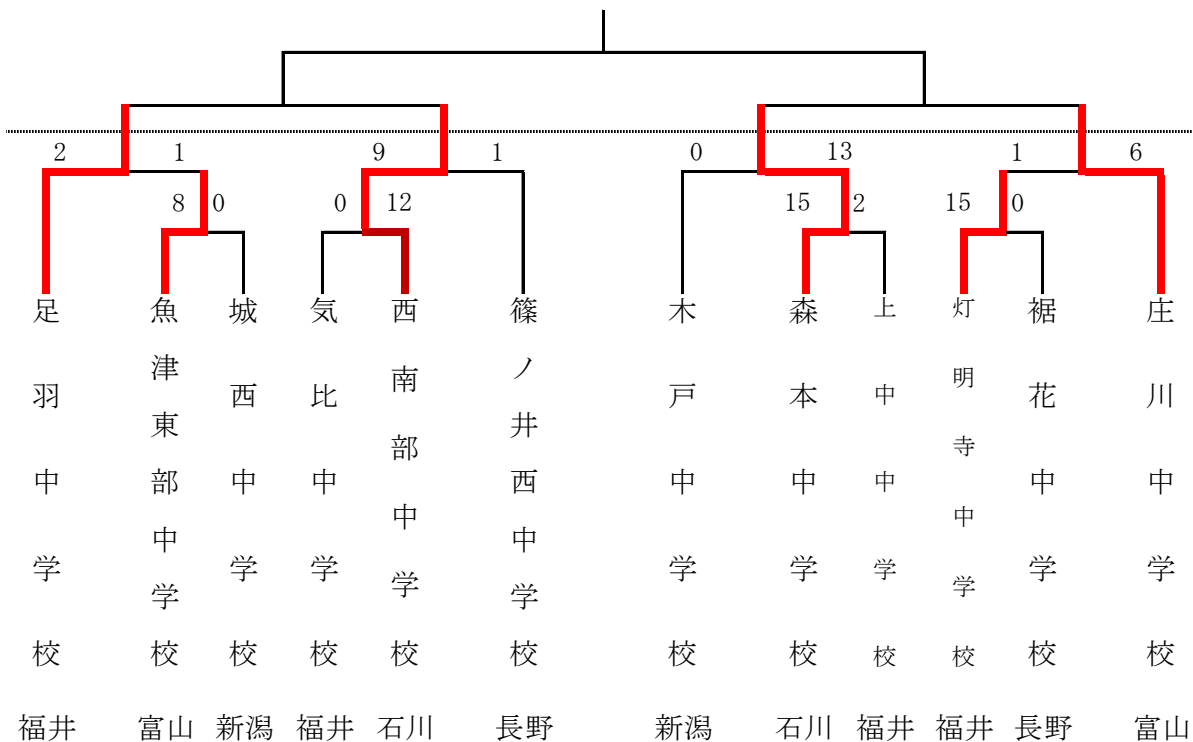 2 1 9 1 0 13 1 6
8 0 0 12 15 2 15 0
足羽中学校
魚津東部中学校
城西中学校
気比中学校
西南部中学校
篠ノ井西中学校
木戸中学校
森本中学校
上中中学校
灯明寺中学校
裾花中学校
庄川中学校
福井 富山 新潟 福井 石川 長野 新潟 石川 福井 福井 長野 富山